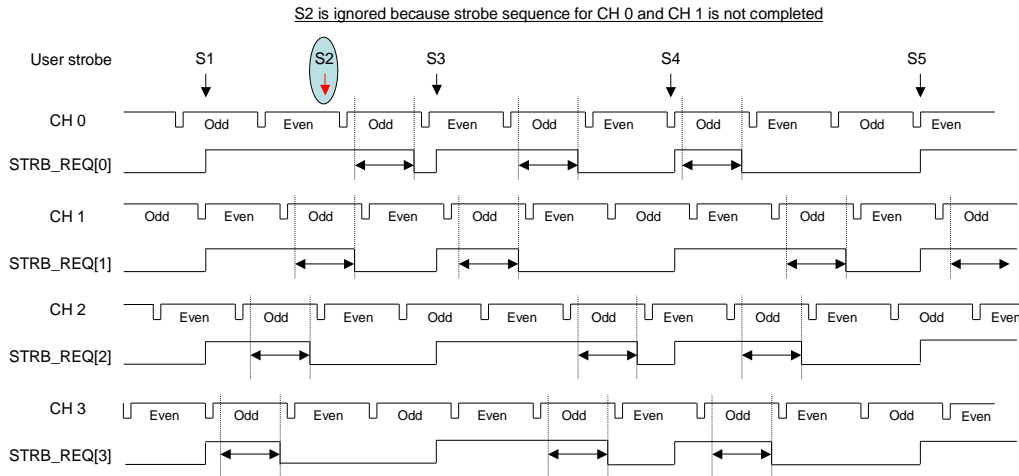 S2 is ignored because strobe sequence for CH 0 and CH 1 is not completed
User strobe S1 S2 S3 S4 S5
CH 0 Odd Even Odd Even Odd Even Odd Even Odd Even
STRB_REQ[0]
CH 1 Odd Even Odd Even Odd Even Odd Even Odd Even Odd
STRB_REQ[1]
CH 2 Even Odd Even Odd Even Odd Even Odd Even Odd Even
STRB_REQ[2]
CH 3 Even Odd Even Odd Even Odd Even Odd Even Odd Even
STRB_REQ[3]